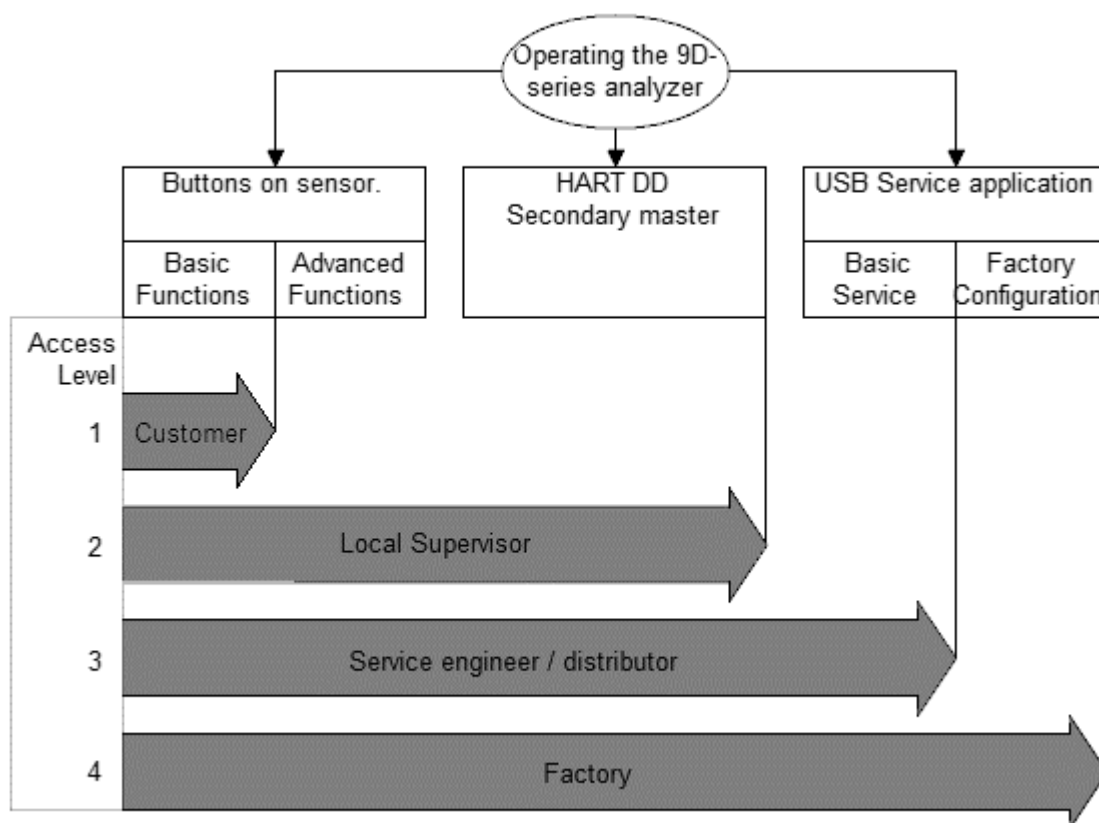 Operating the 9D-
series analyzer
Buttons on sensor.
HART DD
Secondary master
USB Service application
Basic
Functions
Advanced
Functions
Basic
Service
Factory
Configuration
Access
Level
1
Customer
2
Local Supervisor
3
Service engineer / distributor
4
Factory